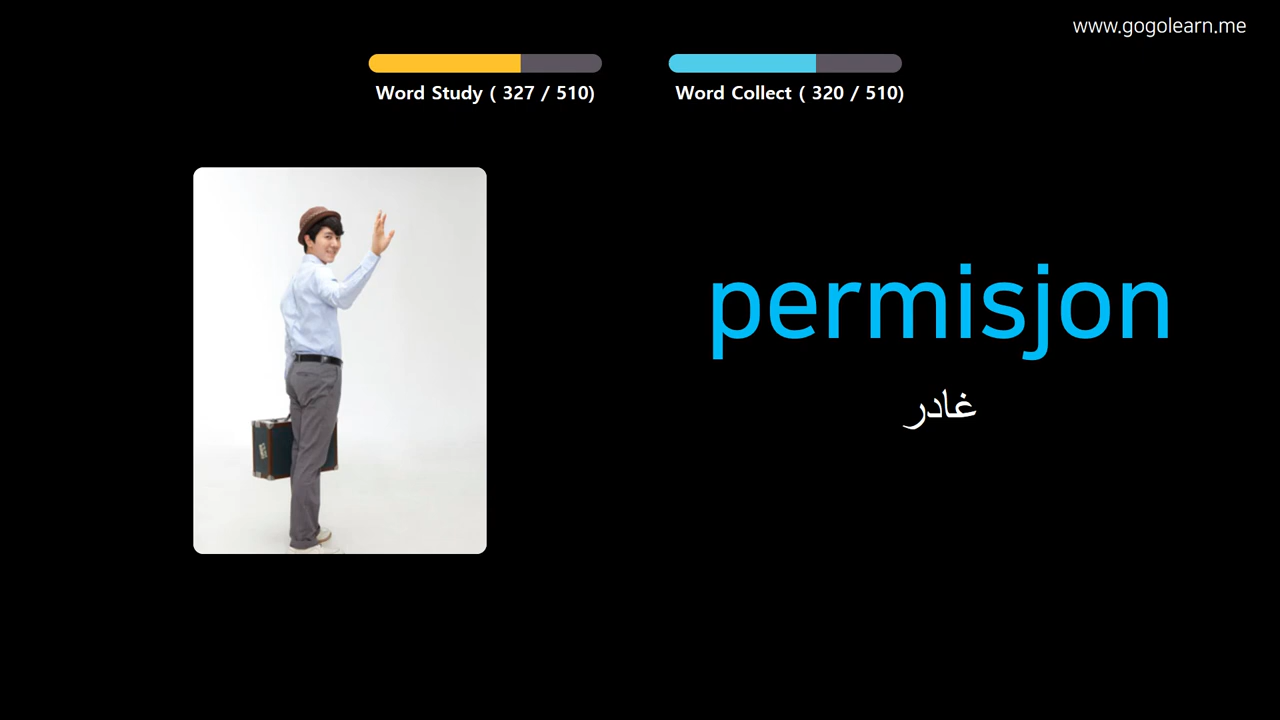 www.gogolearn.me
Word Study ( 327 / 510)
Word Collect ( 320 / 510)
permisjon
غادر